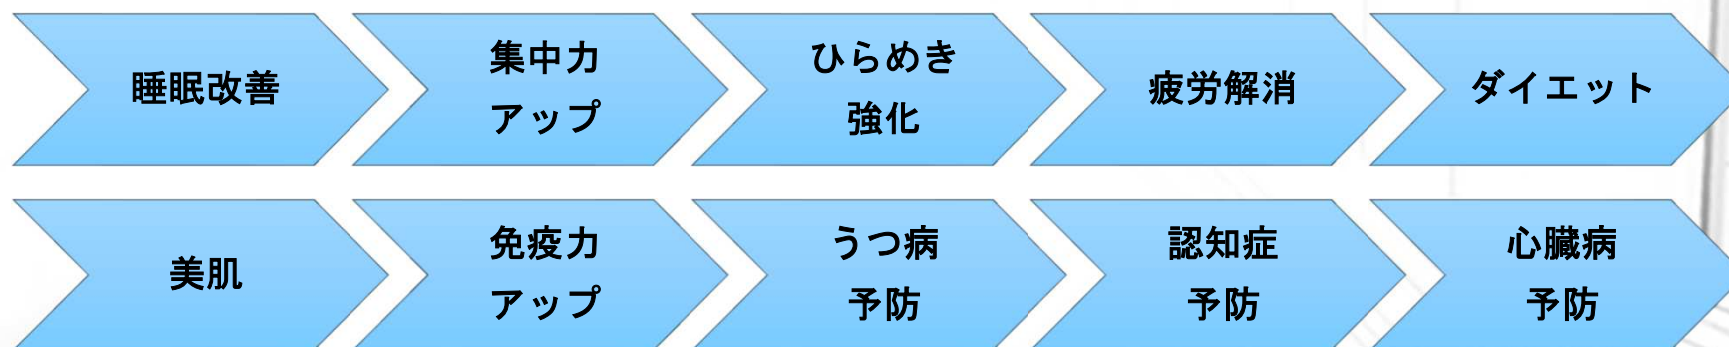 睡眠改善
集中力
アップ
ひらめき
強化
疲労解消
ダイエット
美肌
免疫力
アップ
うつ病
予防
認知症
予防
心臓病
予防